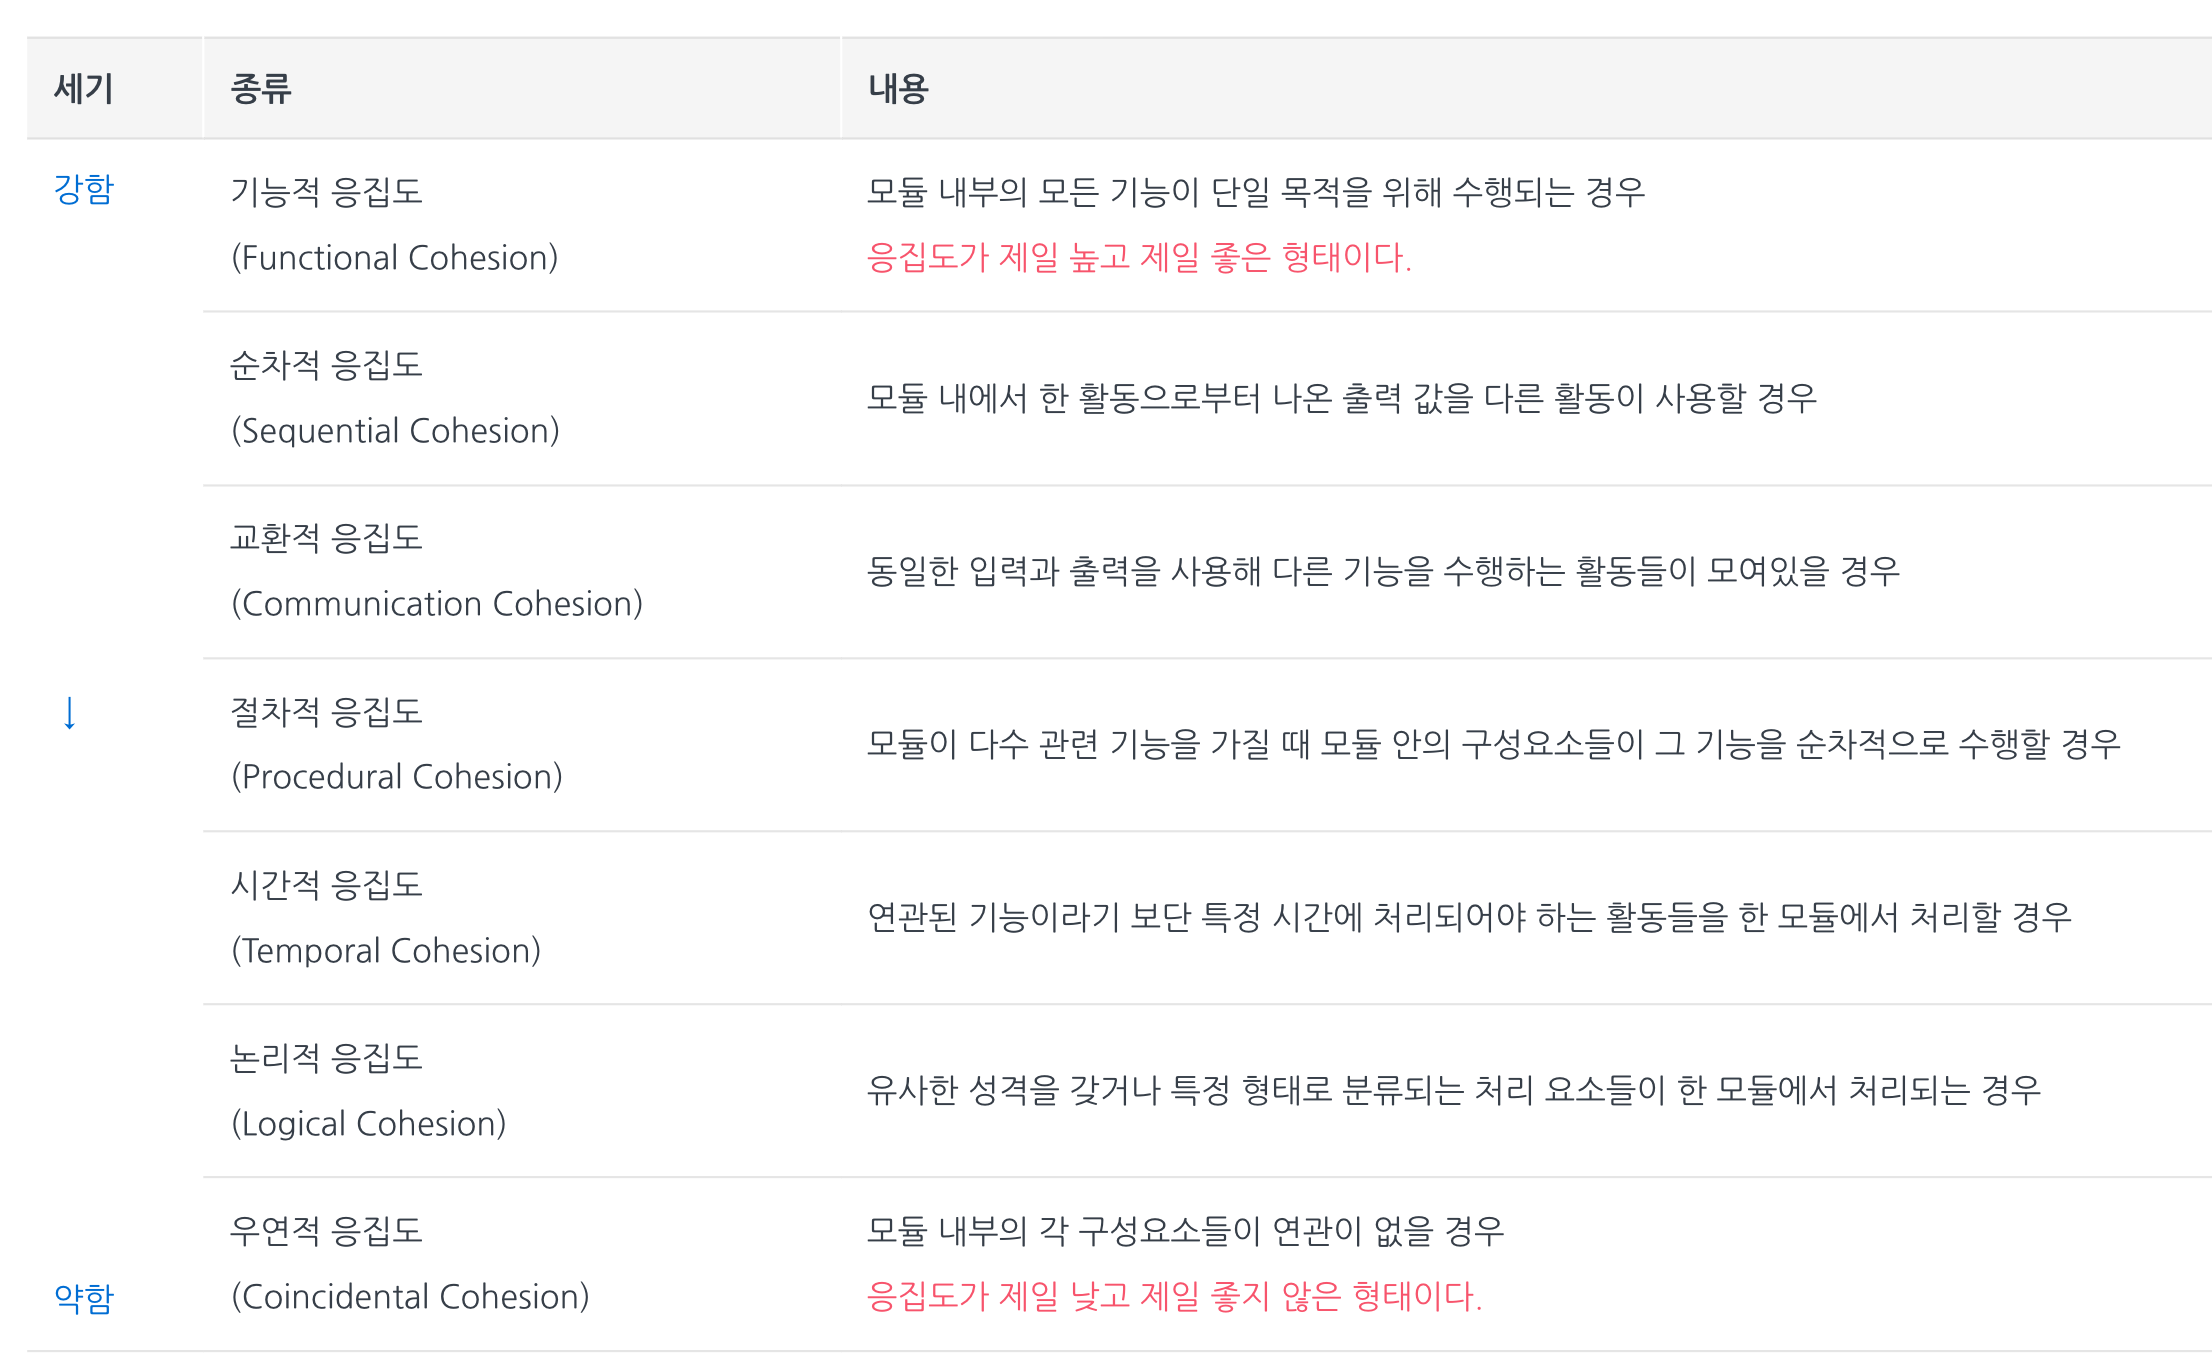 세기 종류 내용
강함 기능적 응집도 모듈 내부의 모든 기능이 단일 목적을 위해 수행되는 경우
(Functional Cohesion) 응집도가 제일 높고 제일 좋은 형태이다.
순차적 응집도
(Sequential Cohesion)
모듈 내에서 한 활동으로부터 나온 출력 값을 다른 활동이 사용할 경우
교환적 응집도
(Communication Cohesion)
동일한 입력과 출력을 사용해 다른 기능을 수행하는 활동들이 모여있을 경우
↓
절차적 응집도
(Procedural Cohesion)
모듈이 다수 관련 기능을 가질 때 모듈 안의 구성요소들이 그 기능을 순차적으로 수행할 경우
시간적 응집도
(Temporal Cohesion)
연관된 기능이라기 보단 특정 시간에 처리되어야 하는 활동들을 한 모듈에서 처리할 경우
논리적 응집도
(Logical Cohesion)
유사한 성격을 갖거나 특정 형태로 분류되는 처리 요소들이 한 모듈에서 처리되는 경우
우연적 응집도 모듈 내부의 각 구성요소들이 연관이 없을 경우
약함 (Coincidental Cohesion) 응집도가 제일 낮고 제일 좋지 않은 형태이다.